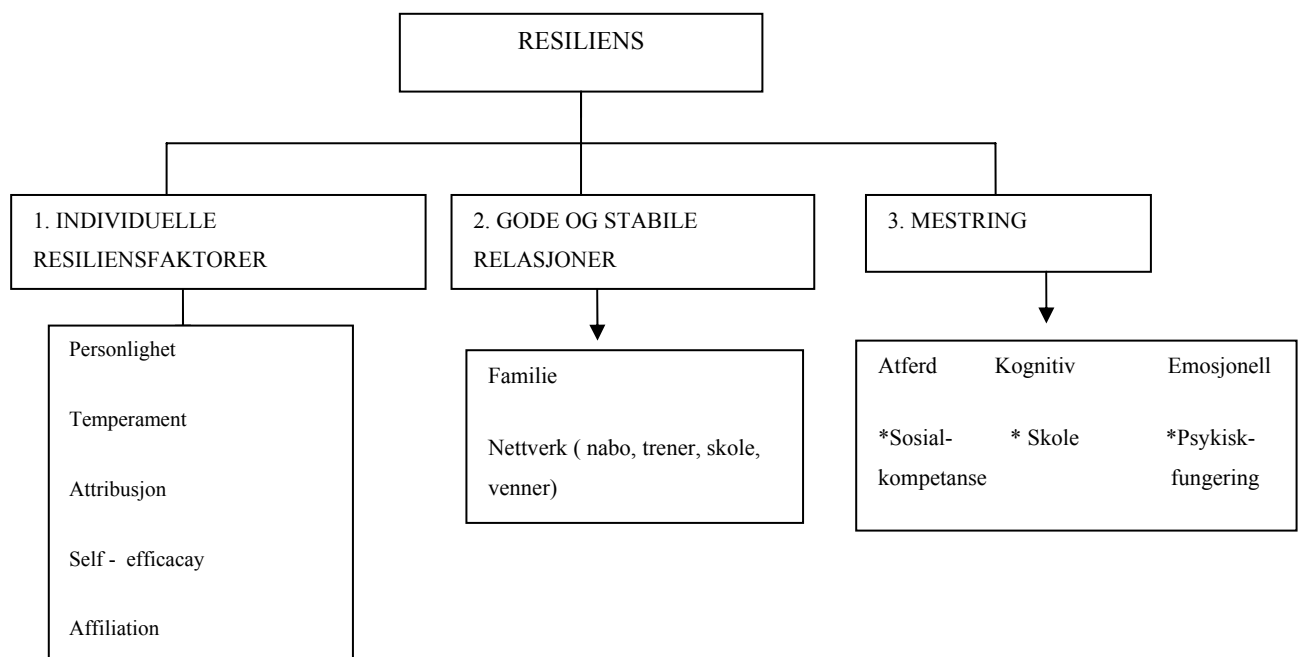 RESILIENS
1. INDIVIDUELLE
RESILIENSFAKTORER
2. GODE OG STABILE
RELASJONER
3. MESTRING
Personlighet
Temperament
Attribusjon
Self - efficacay
Affiliation
Familie
Nettverk ( nabo, trener, skole,
venner)
Atferd Kognitiv Emosjonell
*Sosial- * Skole *Psykisk-
kompetanse fungering